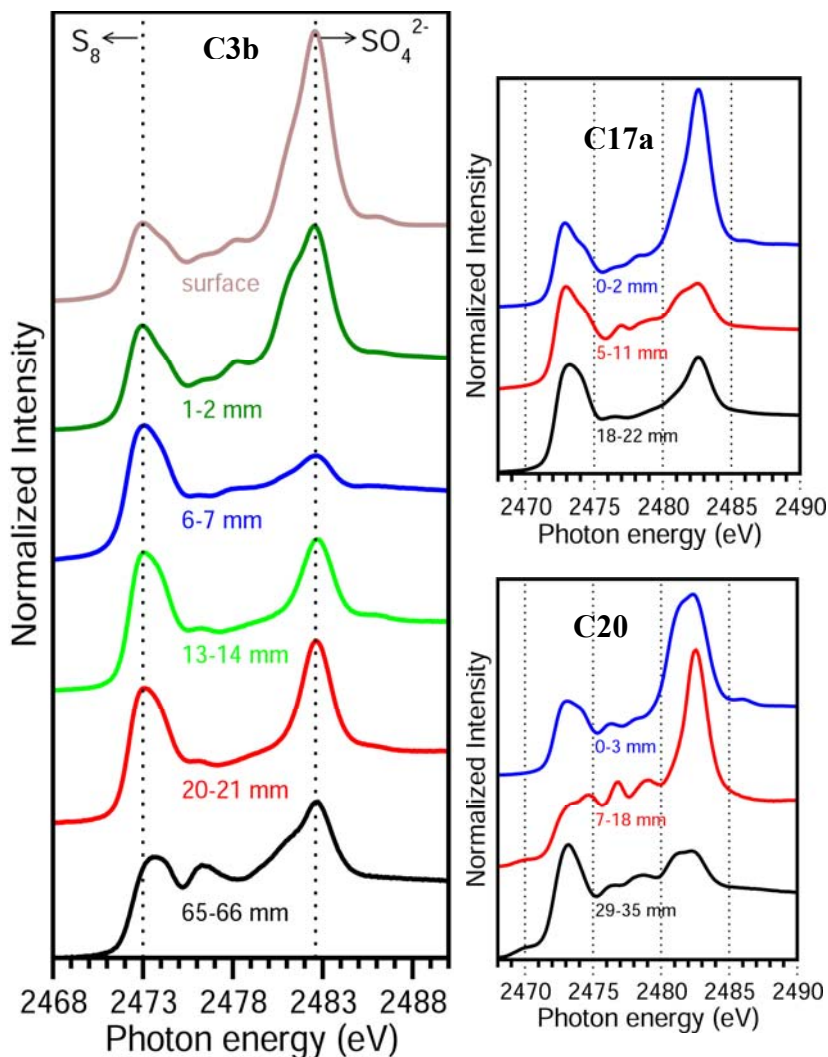 S₈ ← C3b → SO₄²⁻
surface
1-2 mm
6-7 mm
13-14 mm
20-21 mm
65-66 mm
Normalized Intensity
2468 2473 2478 2483 2488
Photon energy (eV)
C17a
0-2 mm
5-11 mm
18-22 mm
Normalized Intensity
2470 2475 2480 2485 2490
Photon energy (eV)
C20
0-3 mm
7-18 mm
29-35 mm
Normalized Intensity
2470 2475 2480 2485 2490
Photon energy (eV)